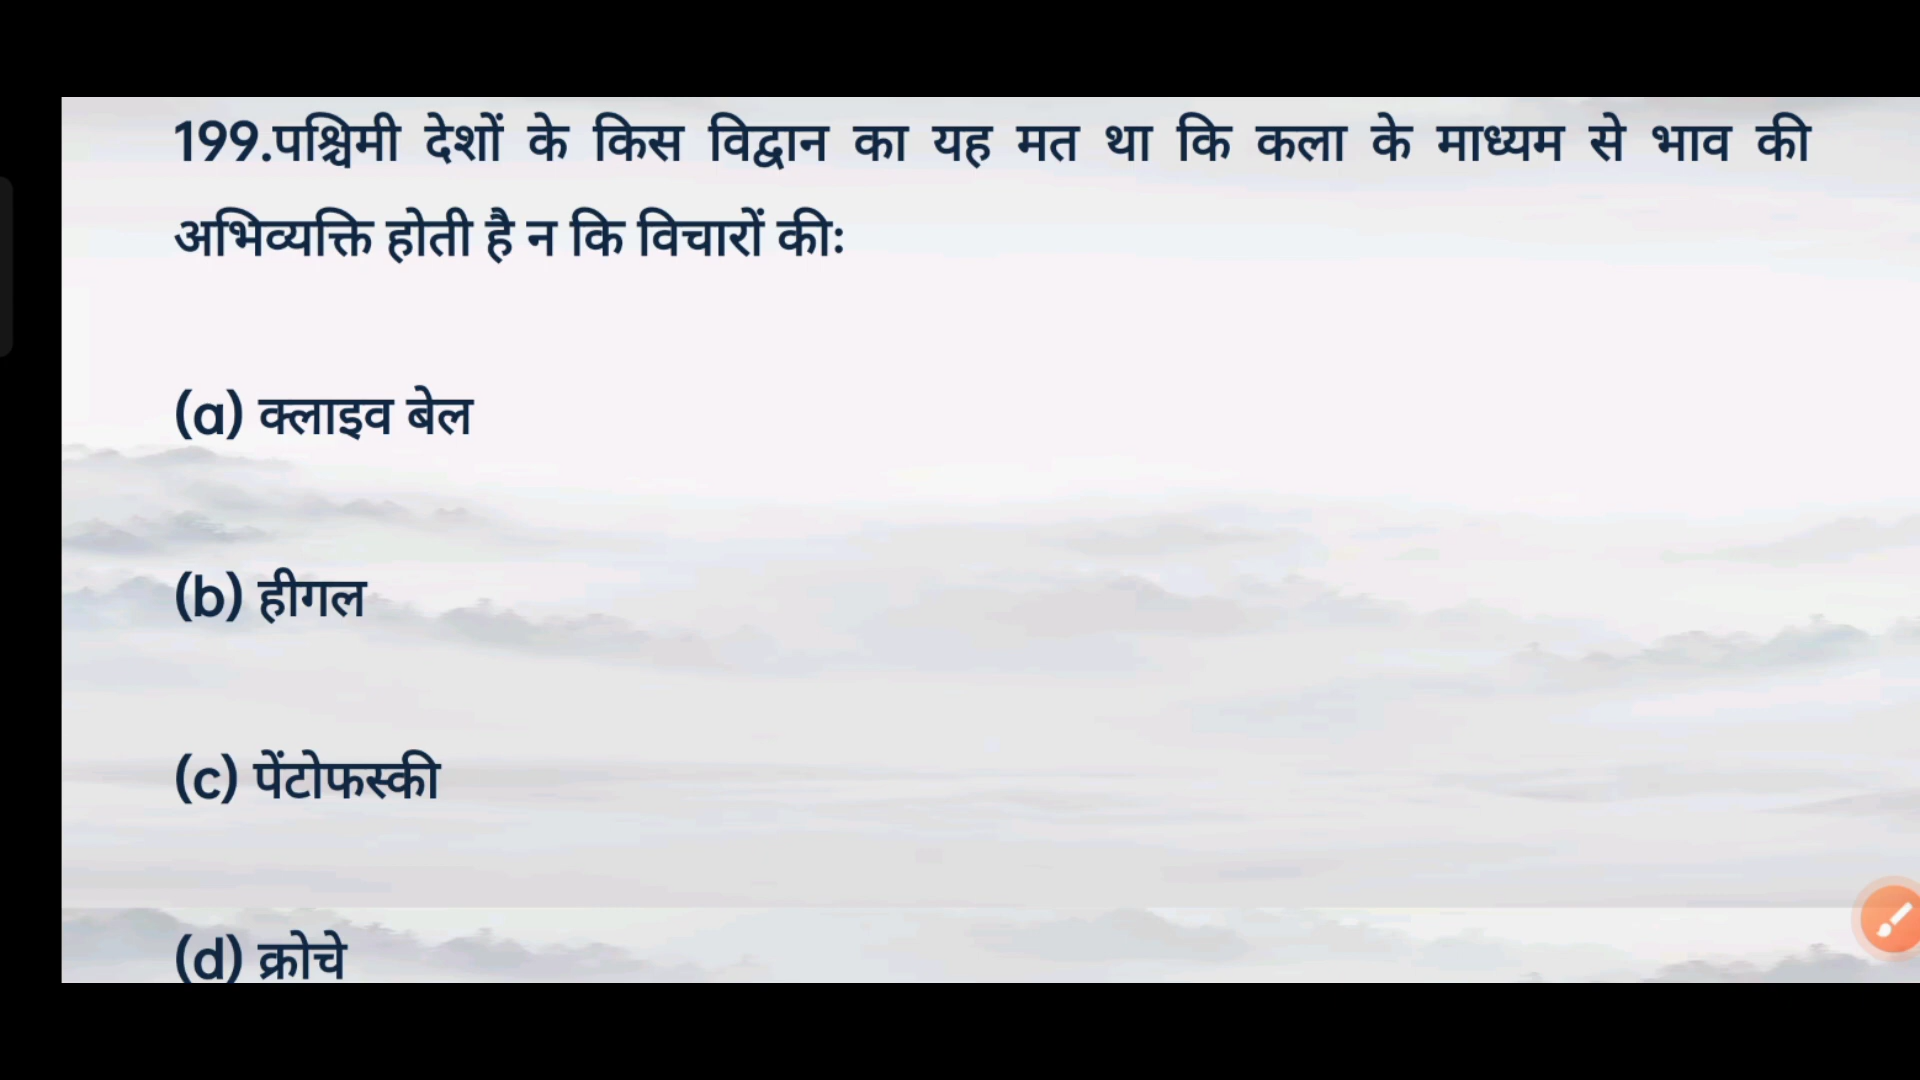 199.पश्चिमी देशों के किस विद्वान का यह मत था कि कला के माध्यम से भाव की
अभिव्यक्ति होती है न कि विचारों कीः
(a) क्लाइव बेल
(b) हीगल
(c) पेंटोफस्की
(d) क्रोचे